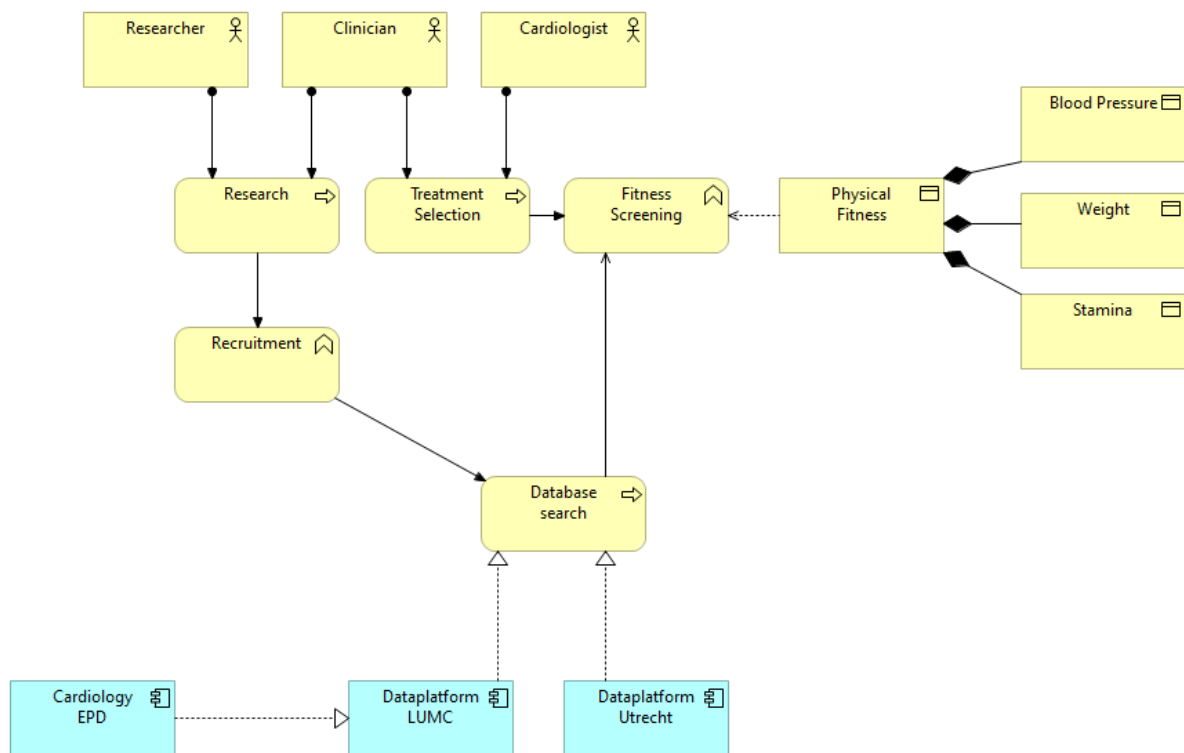 Researcher
Clinician
Cardiologist
Blood Pressure
Research
Treatment
Selection
Fitness
Screening
Physical
Fitness
Weight
Stamina
Recruitment
Database
search
Cardiology
EPD
Dataplatform
LUMC
Dataplatform
Utrecht